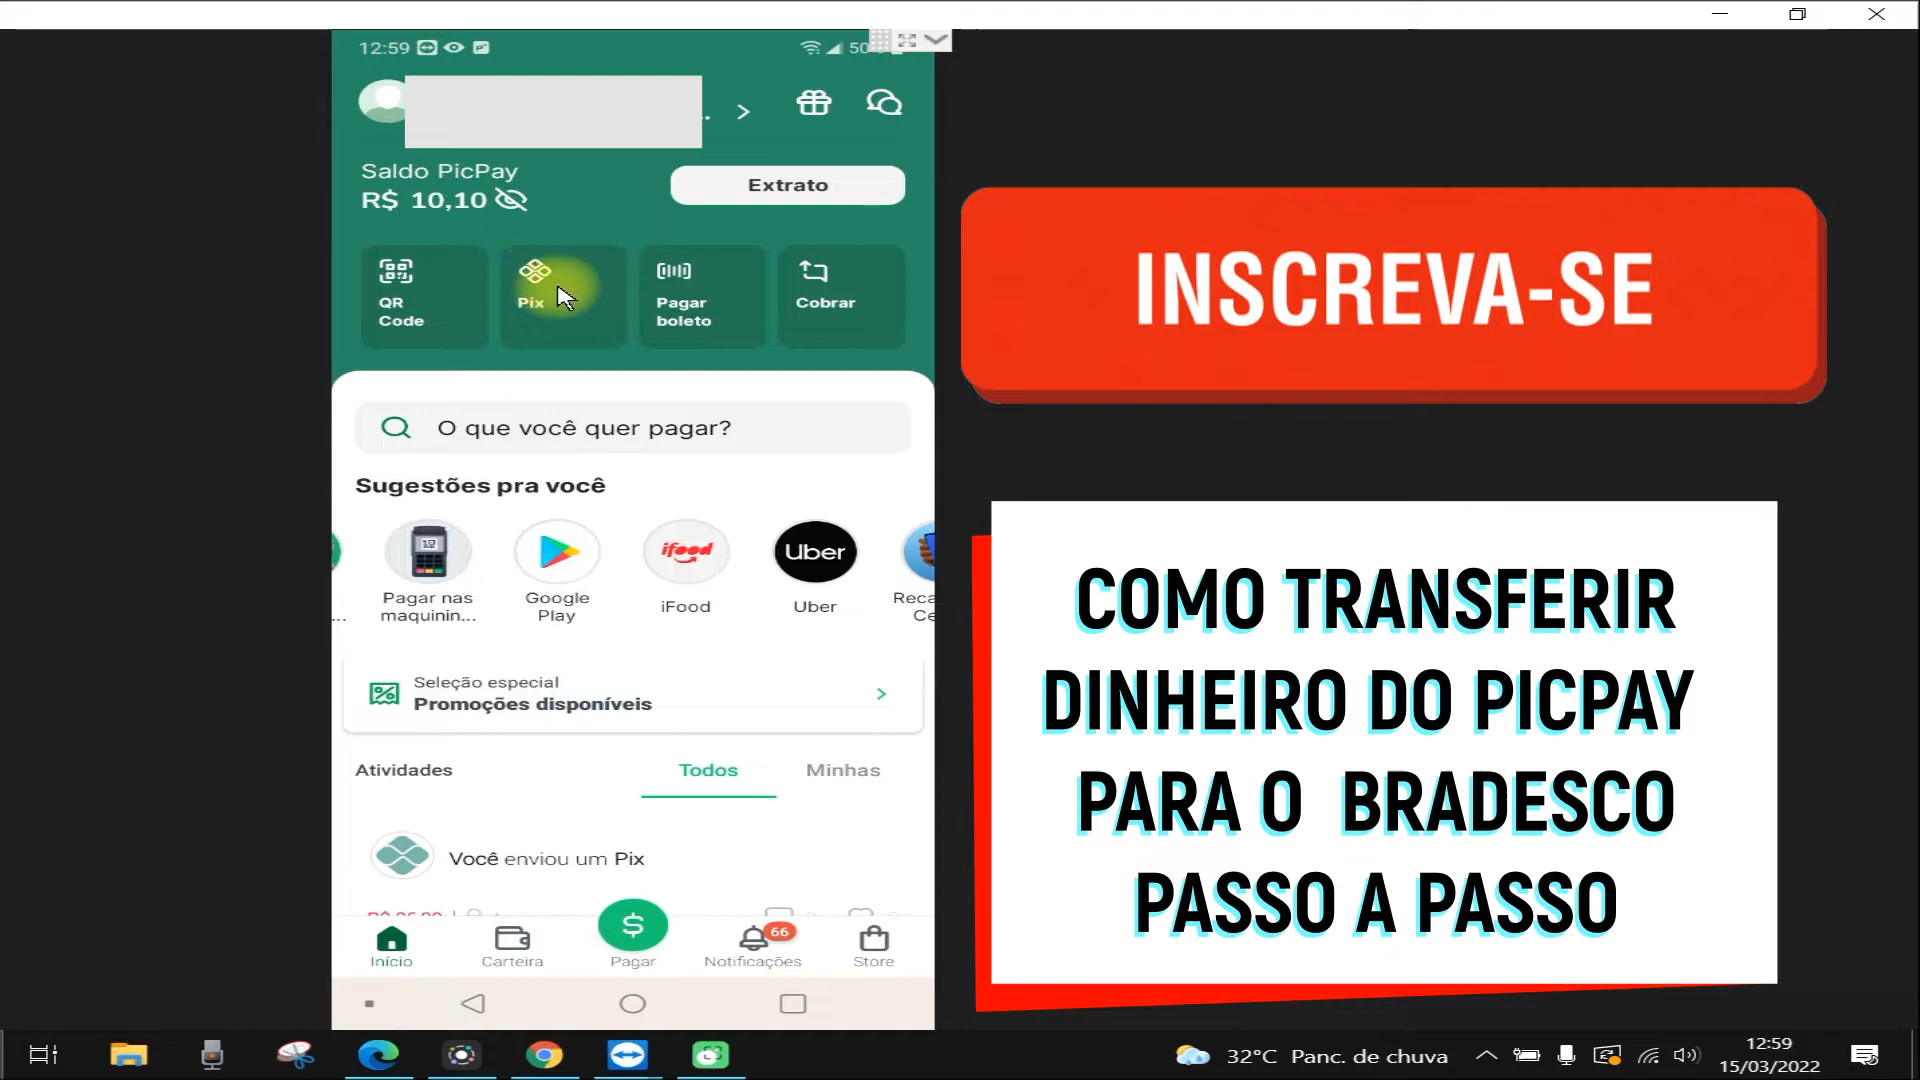 12:59
50
Saldo PicPay
R$ 10,10
Extrato
QR
Code
Pix
Pagar
boleto
Cobrar
O que você quer pagar?
Sugestões pra você
ifood
Uber
...
Pagar nas
maquinin...
Google
Play
iFood
Uber
Reca
Ce
Seleção especial
Promoções disponíveis
Atividades
Todos
Minhas
Você enviou um Pix
66
Início
Carteira
Pagar
Notificações
Store
INSCREVA-SE
COMO TRANSFERIR
DINHEIRO DO PICPAY
PARA O BRADESCO
PASSO A PASSO
32°C Panc. de chuva
12:59
15/03/2022